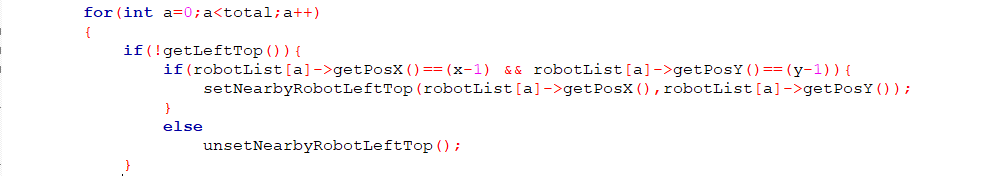 for(int a=0;a<total;a++)
{
if(!getLeftTop()){
if(robotList[a]->getPosX()==(x-1) && robotList[a]->getPosY()==(y-1)){
setNearbyRobotLeftTop(robotList[a]->getPosX(),robotList[a]->getPosY());
}
else
unsetNearbyRobotLeftTop();
}